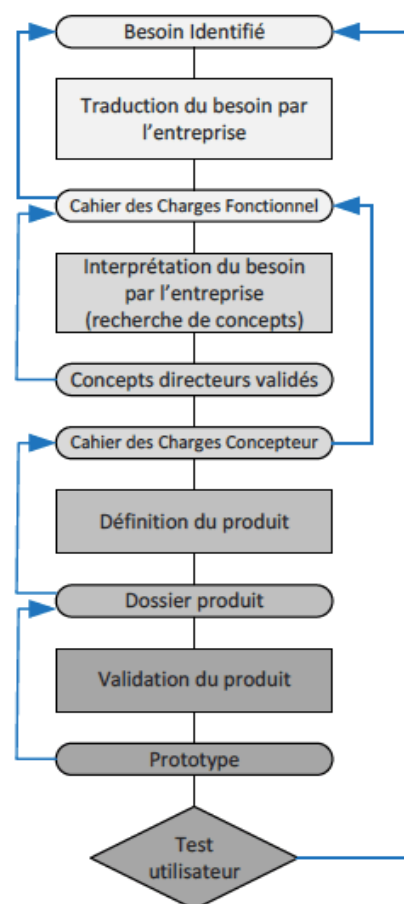 Besoin Identifié
Traduction du besoin par
l'entreprise
Cahier des Charges Fonctionnel
Interprétation du besoin
par l'entreprise
(recherche de concepts)
Concepts directeurs validés
Cahier des Charges Concepteur
Définition du produit
Dossier produit
Validation du produit
Prototype
Test
utilisateur